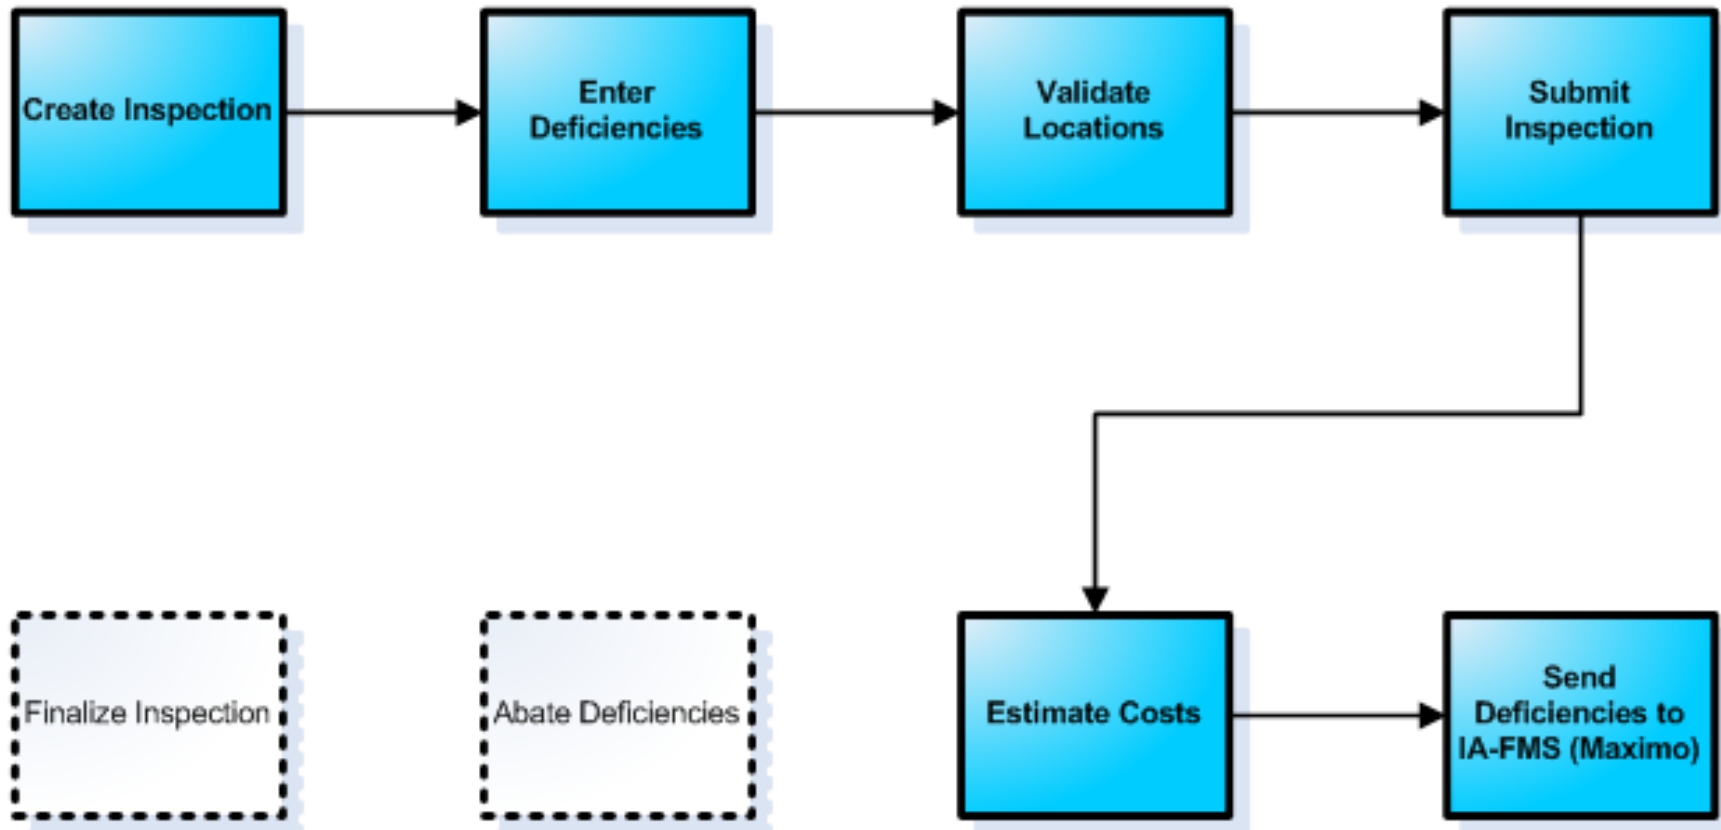 Create Inspection
Enter
Deficiencies
Validate
Locations
Submit
Inspection
Finalize Inspection
Abate Deficiencies
Estimate Costs
Send
Deficiencies to
IA-FMS (Maximo)